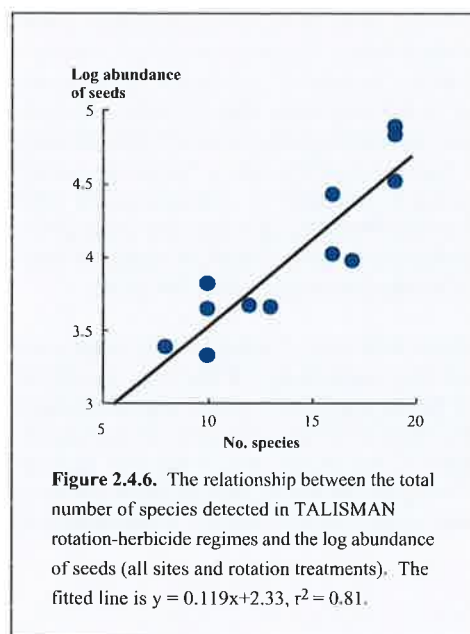 Log abundance
of seeds
5
4.5
4
3.5
3
5 10 15 20
No. species
Figure 2.4.6. The relationship between the total
number of species detected in TALISMAN
rotation-herbicide regimes and the log abundance
of seeds (all sites and rotation treatments). The
fitted line is y = 0.119x+2.33, r² = 0.81.